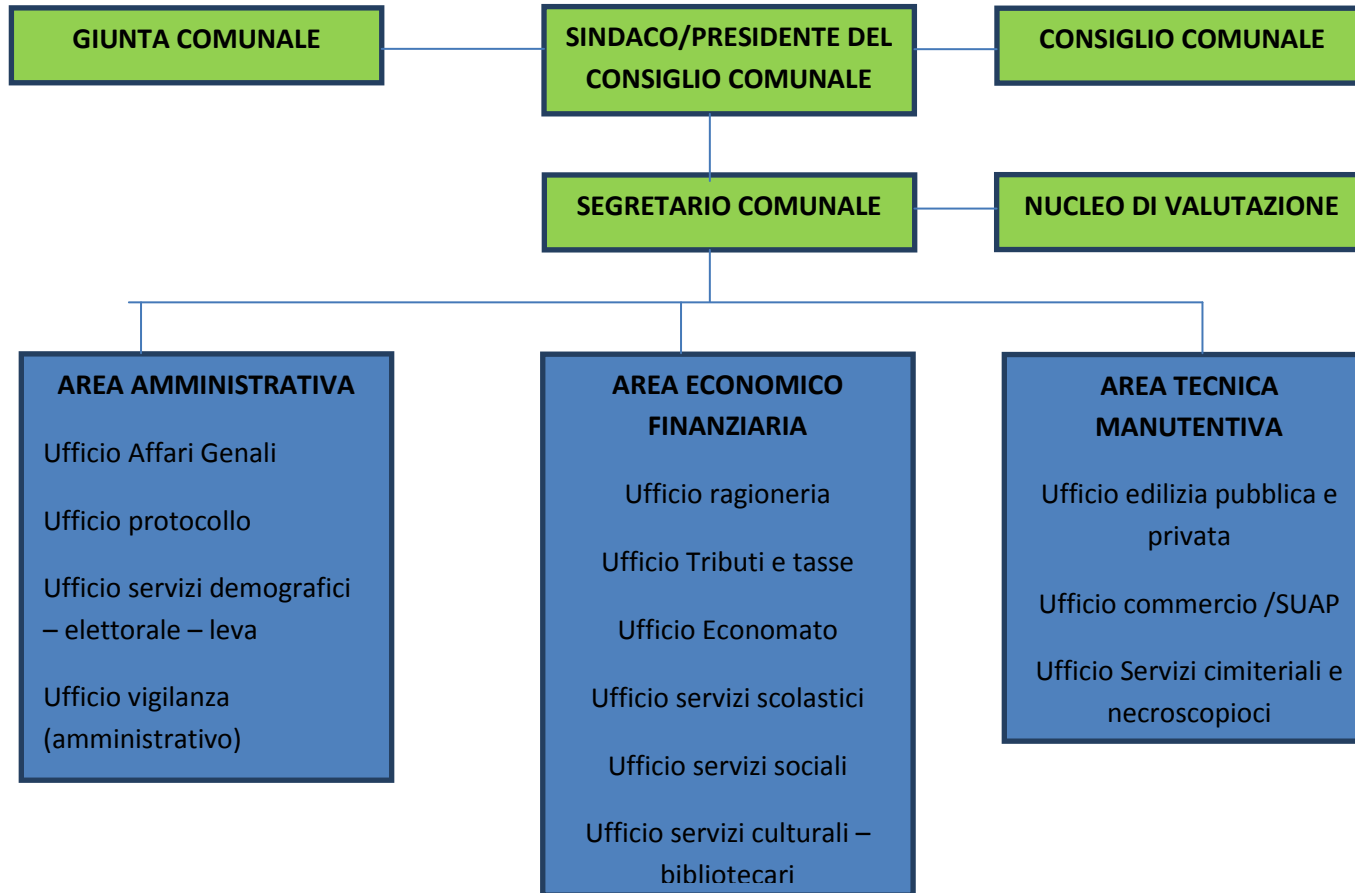 GIUNTA COMUNALE
SINDACO/PRESIDENTE DEL
CONSIGLIO COMUNALE
CONSIGLIO COMUNALE
SEGRETARIO COMUNALE
NUCLEO DI VALUTAZIONE
AREA AMMINISTRATIVA
Ufficio Affari Genali
Ufficio protocollo
Ufficio servizi demografici
– elettorale – leva
Ufficio vigilanza
(amministrativo)
AREA ECONOMICO
FINANZIARIA
Ufficio ragioneria
Ufficio Tributi e tasse
Ufficio Economato
Ufficio servizi scolastici
Ufficio servizi sociali
Ufficio servizi culturali –
bibliotecari
AREA TECNICA
MANUTENTIVA
Ufficio edilizia pubblica e
privata
Ufficio commercio /SUAP
Ufficio Servizi cimiteriali e
necroscopioci